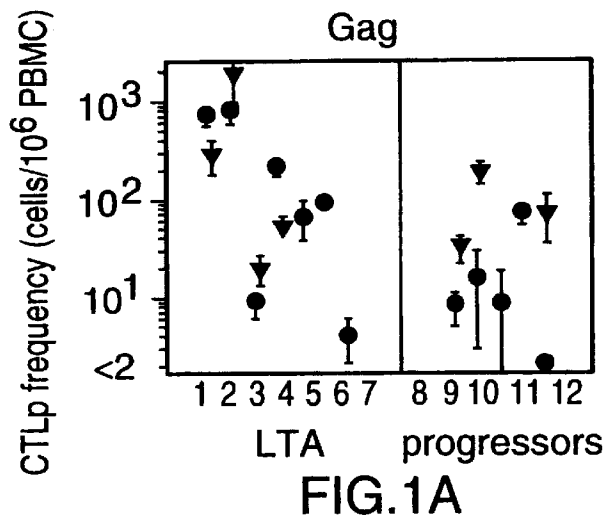 Gag
CTLp frequency (cells/10⁶ PBMC)
10³
10²
10¹
<2
1 2 3 4 5 6 7 8 9 10 11 12
LTA progressors
FIG.1A